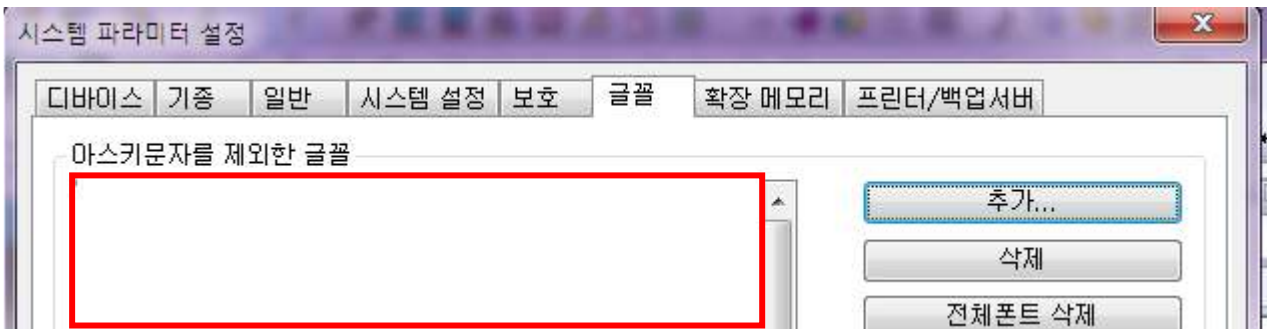 시스템 파라미터 설정
디바이스 기종 일반 시스템 설정 보호 글꼴 확장 메모리 프린터/백업서버
아스키문자를 제외한 글꼴
추가...
삭제
전체폰트 삭제